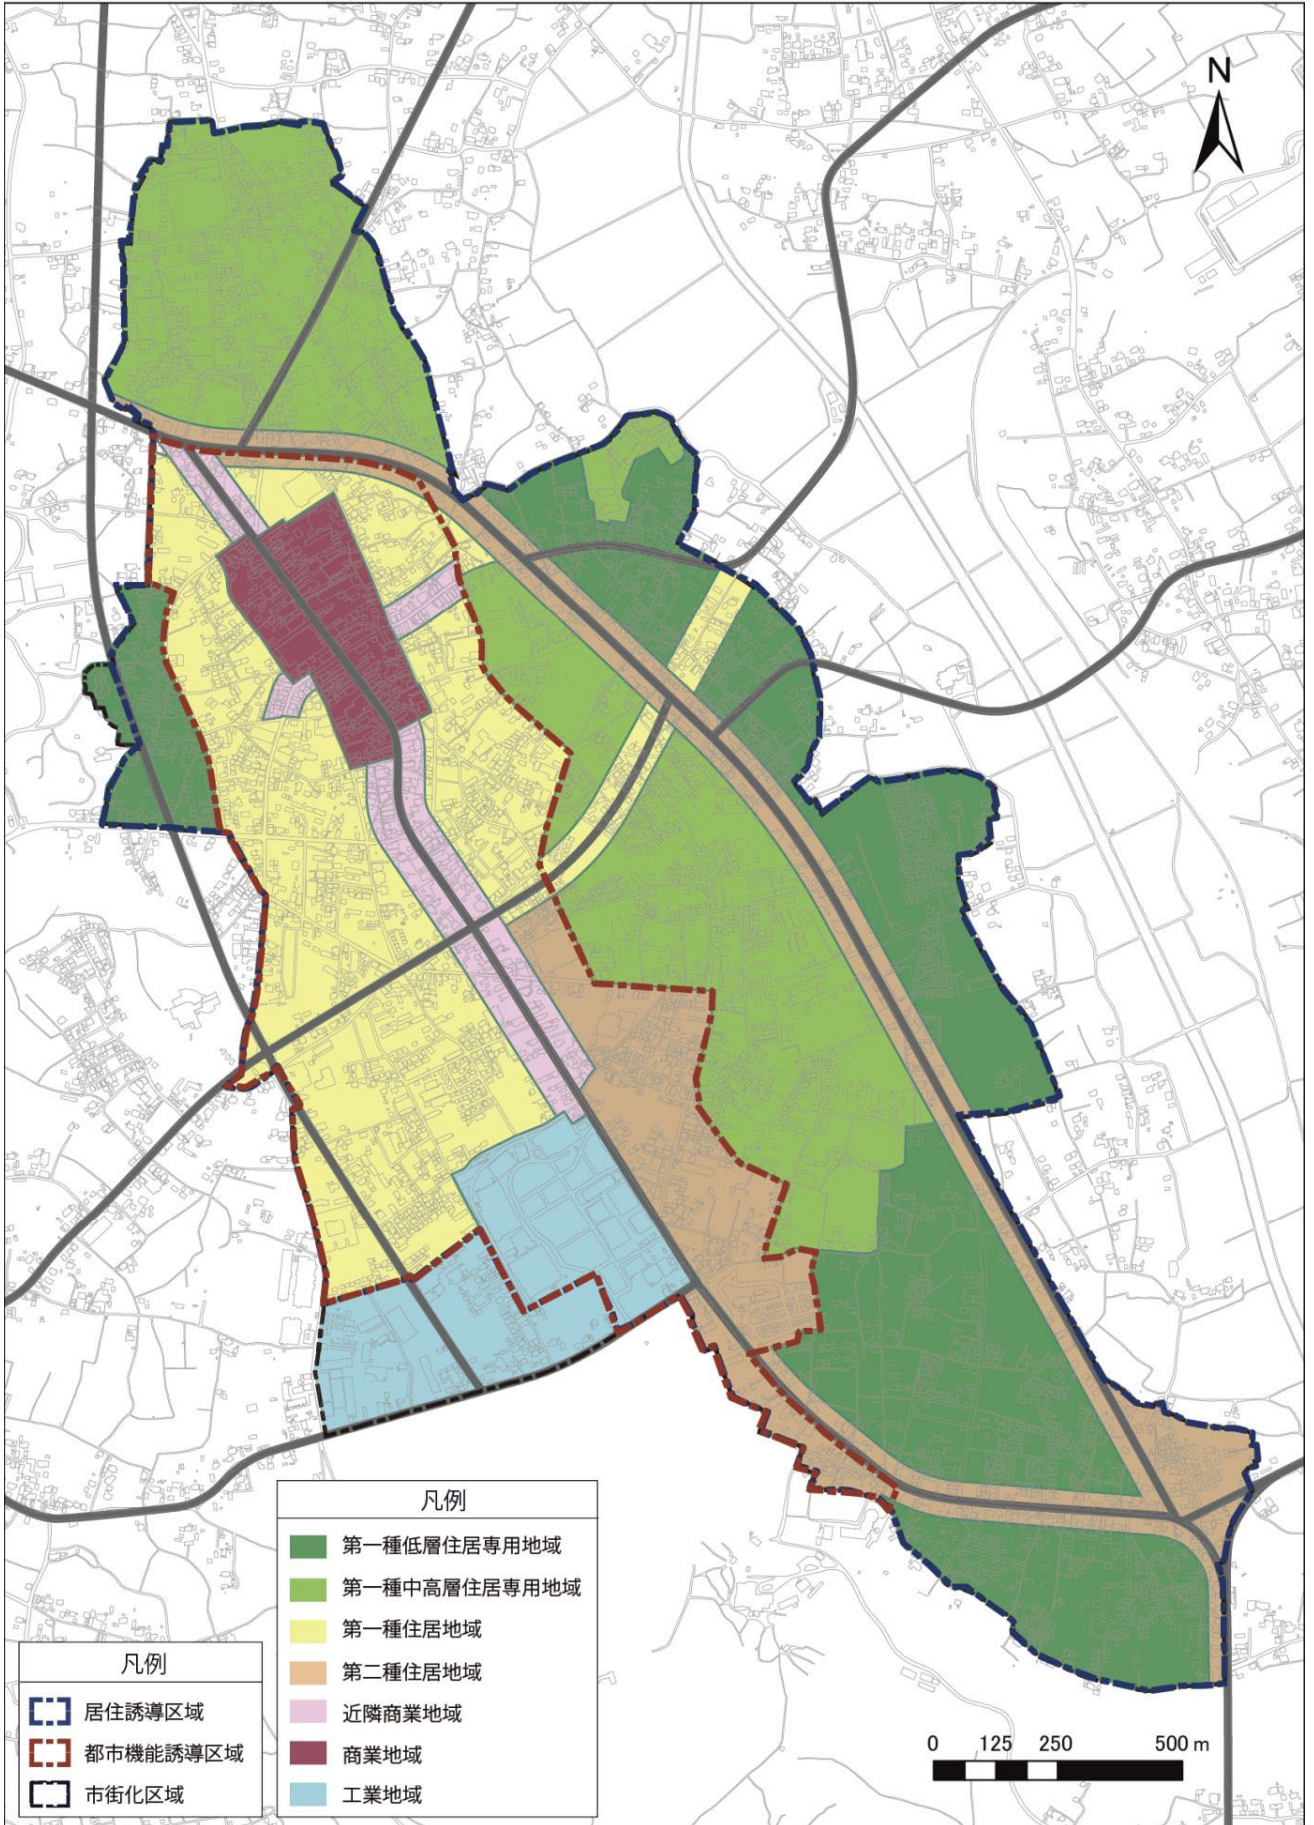 N
凡例
第一種低層住居専用地域
第一種中高層住居専用地域
第一種住居地域
第二種住居地域
近隣商業地域
商業地域
工業地域
凡例
居住誘導区域
都市機能誘導区域
市街化区域
0 125 250 500 m